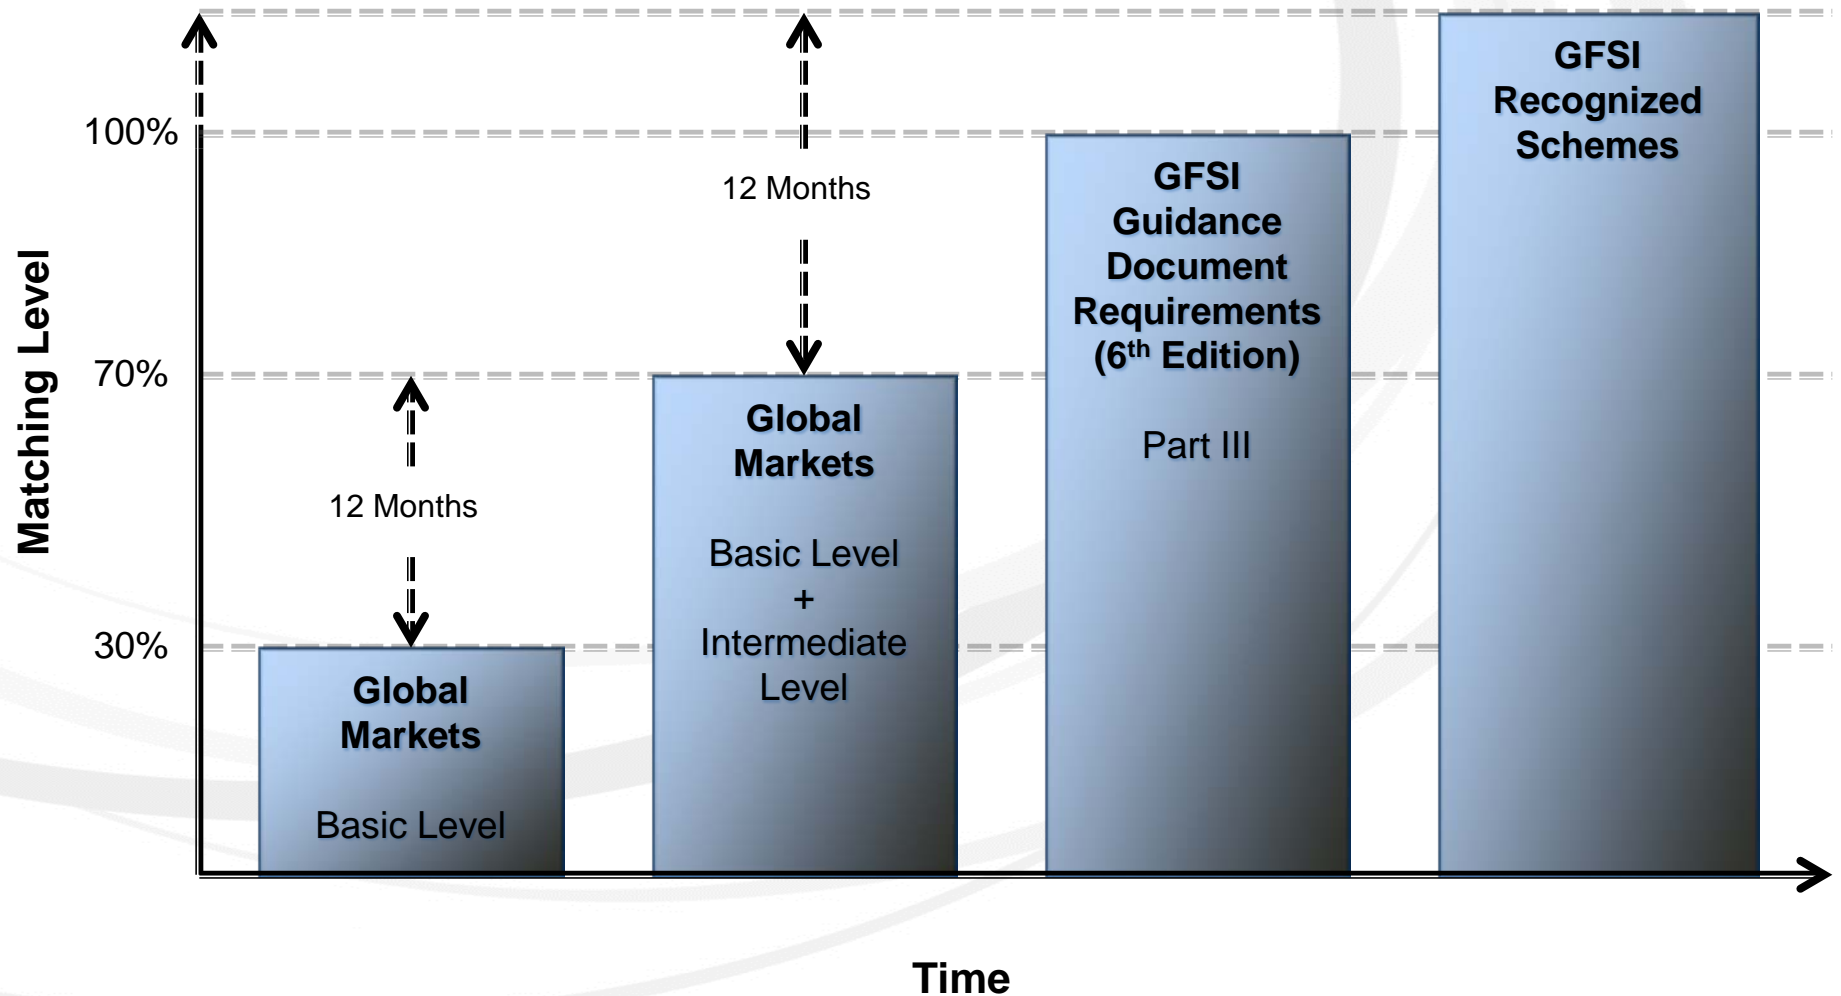 Matching Level
100%
70%
30%
12 Months
12 Months
Global
Markets
Basic Level
Global
Markets
Basic Level
+
Intermediate
Level
GFSI
Guidance
Document
Requirements
(6th Edition)
Part III
GFSI
Recognized
Schemes
Time